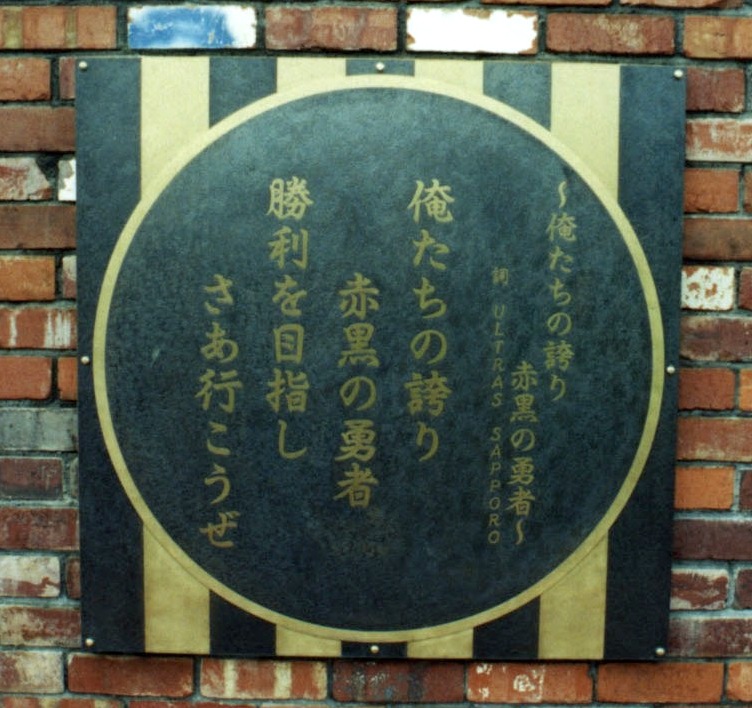 ～俺たちの誇り
赤黒の勇者～
詞 ULTRAS SAPPORO
俺たちの誇り
赤黒の勇者
勝利を目指し
さあ行こうぜ